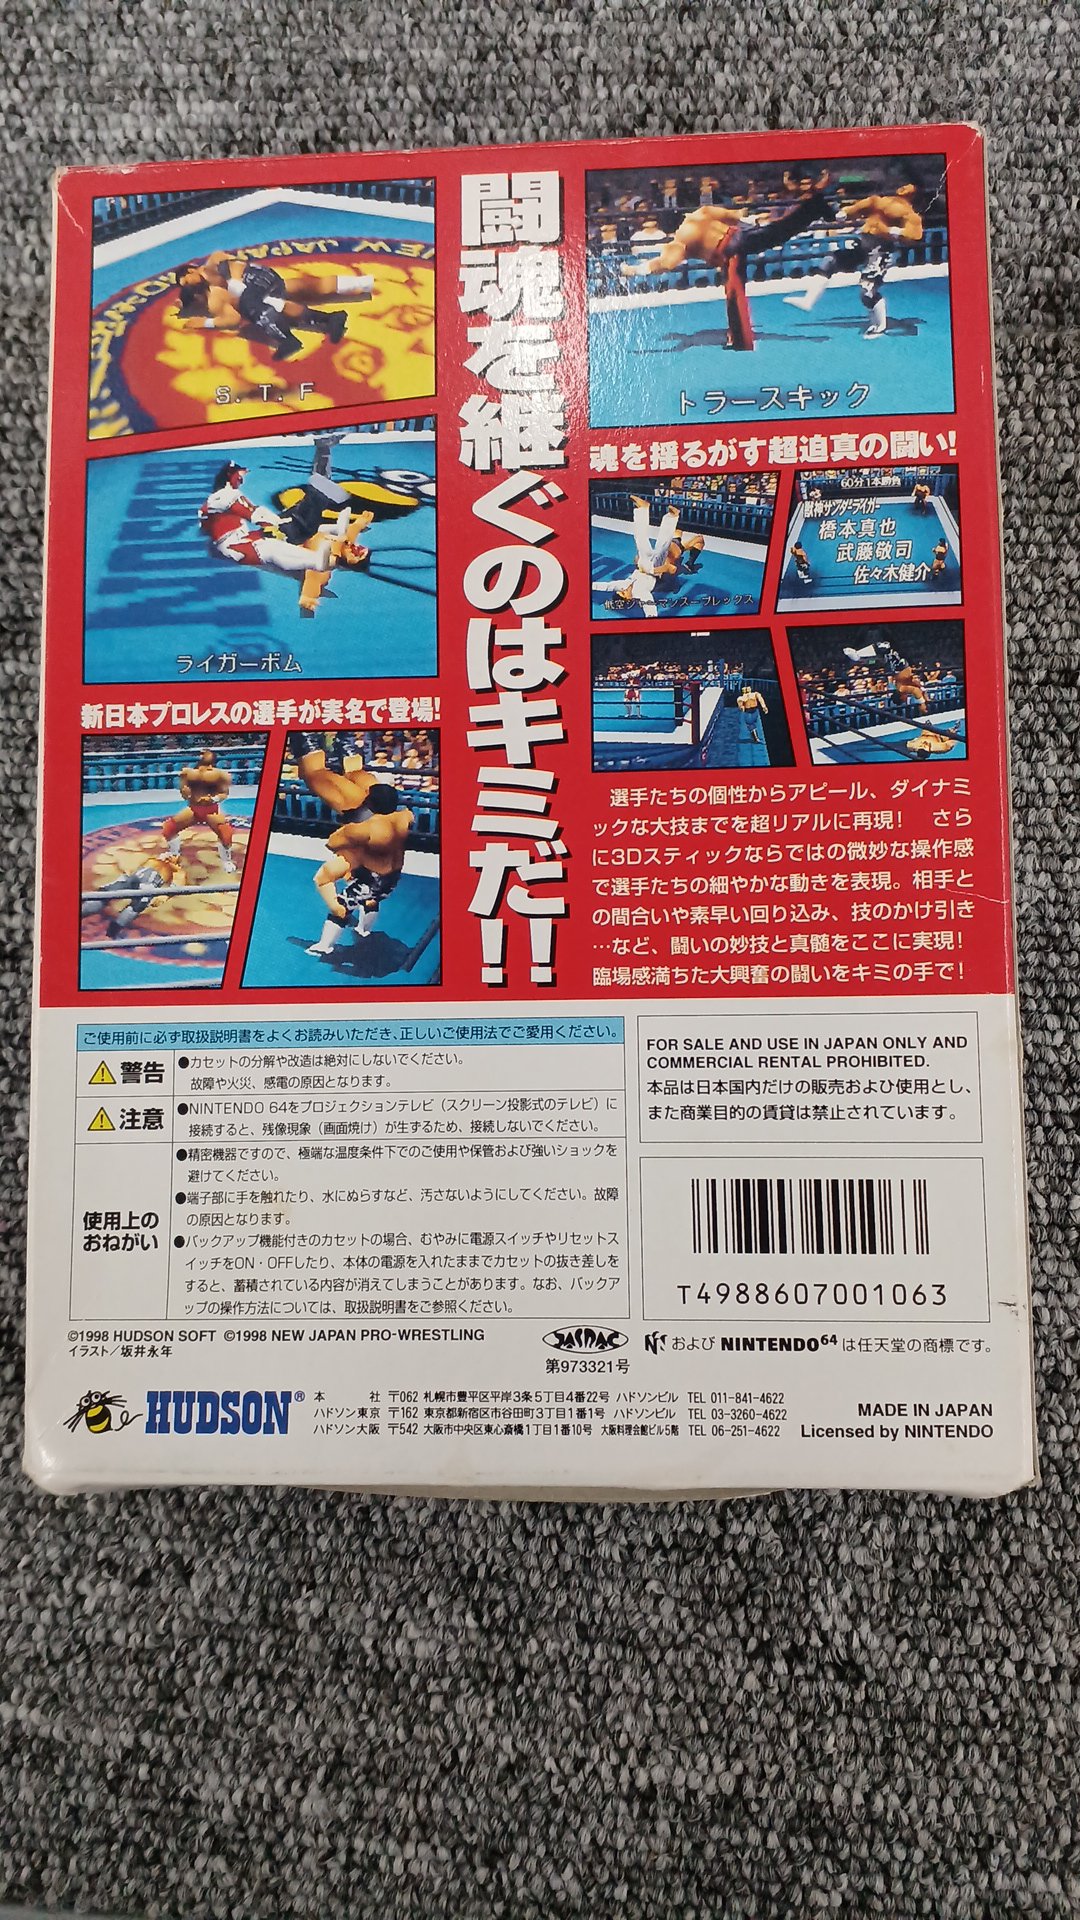 闘魂を継ぐのはキミだ!!
NEW JAPAN
S.T.F
HUDSON
ライガーボム
新日本プロレスの選手が実名で登場!
トラースキック
魂を揺るがす超迫真の闘い!
低空ジャーマンスープレックス
60分1本勝負
獣神サンダーライガー
橋本真也
武藤敬司
佐々木健介
選手たちの個性からアピール、ダイナミ
ックな大技までを超リアルに再現! さら
に3Dスティックならではの微妙な操作感
で選手たちの細やかな動きを表現。相手と
の間合いや素早い回り込み、技のかけ引き
…など、闘いの妙技と真髄をここに実現!
臨場感満ちた大興奮の闘いをキミの手で!
ご使用前に必ず取扱説明書をよくお読みいただき、正しいご使用法でご愛用ください。
警告
●カセットの分解や改造は絶対にしないでください。
故障や火災、感電の原因となります。
注意
●NINTENDO 64をプロジェクションテレビ（スクリーン投影式のテレビ）に
接続すると、残像現象（画面焼け）が生ずるため、接続しないでください。
使用上の
おねがい
●精密機器ですので、極端な温度条件下でのご使用や保管および強いショックを
避けてください。
●端子部に手を触れたり、水にぬらすなど、汚さないようにしてください。故障
の原因となります。
●バックアップ機能付きのカセットの場合、むやみに電源スイッチやリセットス
イッチをON・OFFしたり、本体の電源を入れたままでカセットの抜き差しを
すると、蓄積されている内容が消えてしまうことがあります。なお、バックア
ップの操作方法については、取扱説明書をご参照ください。
FOR SALE AND USE IN JAPAN ONLY AND
COMMERCIAL RENTAL PROHIBITED.
本品は日本国内だけの販売および使用とし、
また商業目的の賃貸は禁止されています。
T4988607001063
©1998 HUDSON SOFT ©1998 NEW JAPAN PRO-WRESTLING
イラスト／坂井永年
JASRAC
第973321号
および NINTENDO64 は任天堂の商標です。
HUDSON®
本 社 〒062 札幌市豊平区平岸3条5丁目4番22号 ハドソンビル TEL 011-841-4622
ハドソン東京 〒162 東京都新宿区市谷田町3丁目1番1号 ハドソンビル TEL 03-3260-4622
ハドソン大阪 〒542 大阪市中央区東心斎橋1丁目1番10号 大阪料理会館ビル5階 TEL 06-251-4622
MADE IN JAPAN
Licensed by NINTENDO